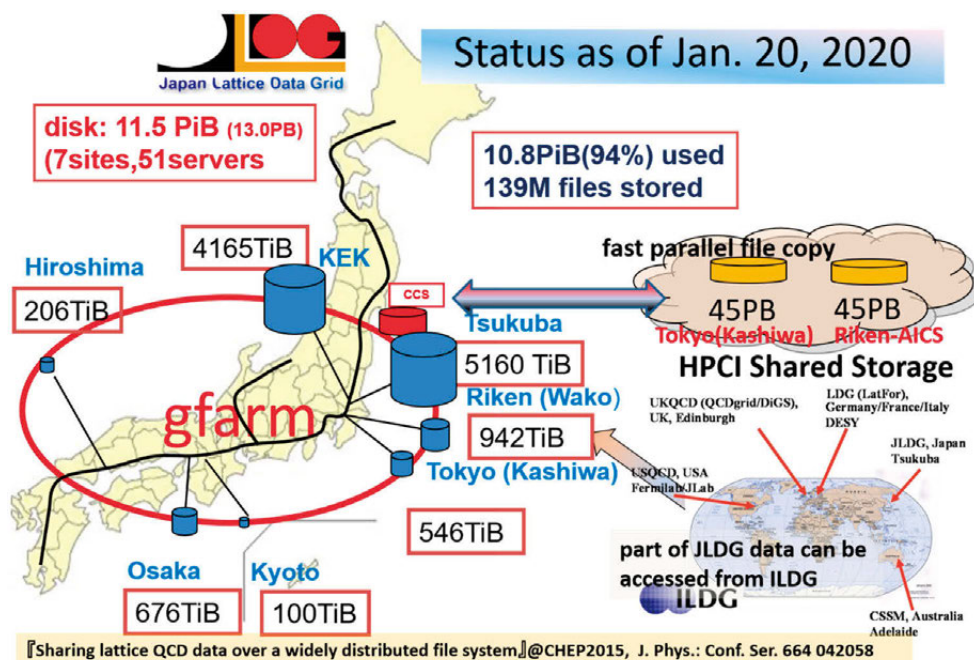 JLDG
Japan Lattice Data Grid
Status as of Jan. 20, 2020
disk: 11.5 PiB (13.0PB)
(7sites,51servers
10.8PiB(94%) used
139M files stored
4165TiB
KEK
Hiroshima
206TiB
CCS
Tsukuba
5160 TiB
Riken (Wako)
942TiB
Tokyo (Kashiwa)
546TiB
gfarm
Osaka
676TiB
Kyoto
100TiB
fast parallel file copy
45PB
45PB
Tokyo(Kashiwa)
Riken-AICS
HPCI Shared Storage
UKQCD (QCDgrid/DiGS),
UK, Edinburgh
LDG (LatFor),
Germany/France/Italy
DESY
JLDG, Japan
Tsukuba
USQCD, USA
Fermilab/JLab
part of JLDG data can be
accessed from ILDG
ILDG
CSSM, Australia
Adelaide
『Sharing lattice QCD data over a widely distributed file system』@CHEP2015, J. Phys.: Conf. Ser. 664 042058